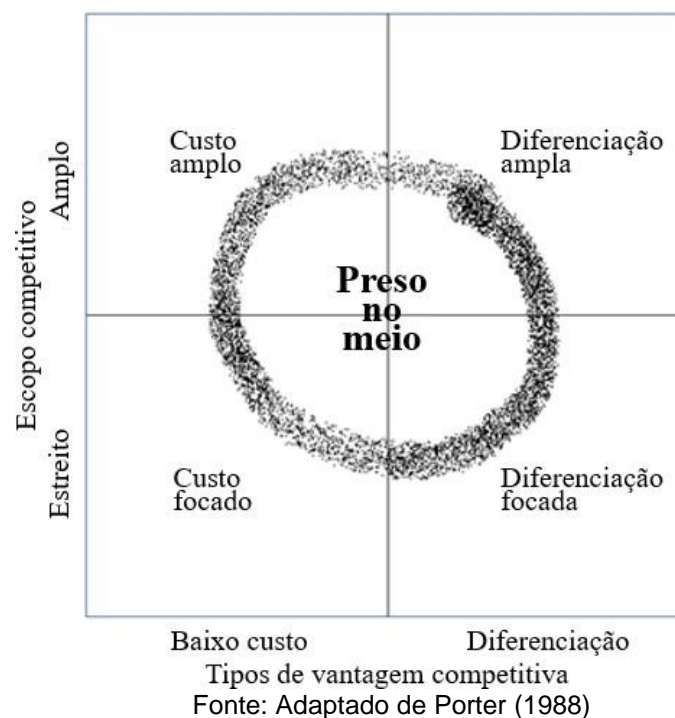 Custo
amplo
Diferenciação
ampla
Amplo
Escopo competitivo
Estreito
Preso
no
meio
Custo
focado
Diferenciação
focada
Baixo custo
Diferenciação
Tipos de vantagem competitiva
Fonte: Adaptado de Porter (1988)